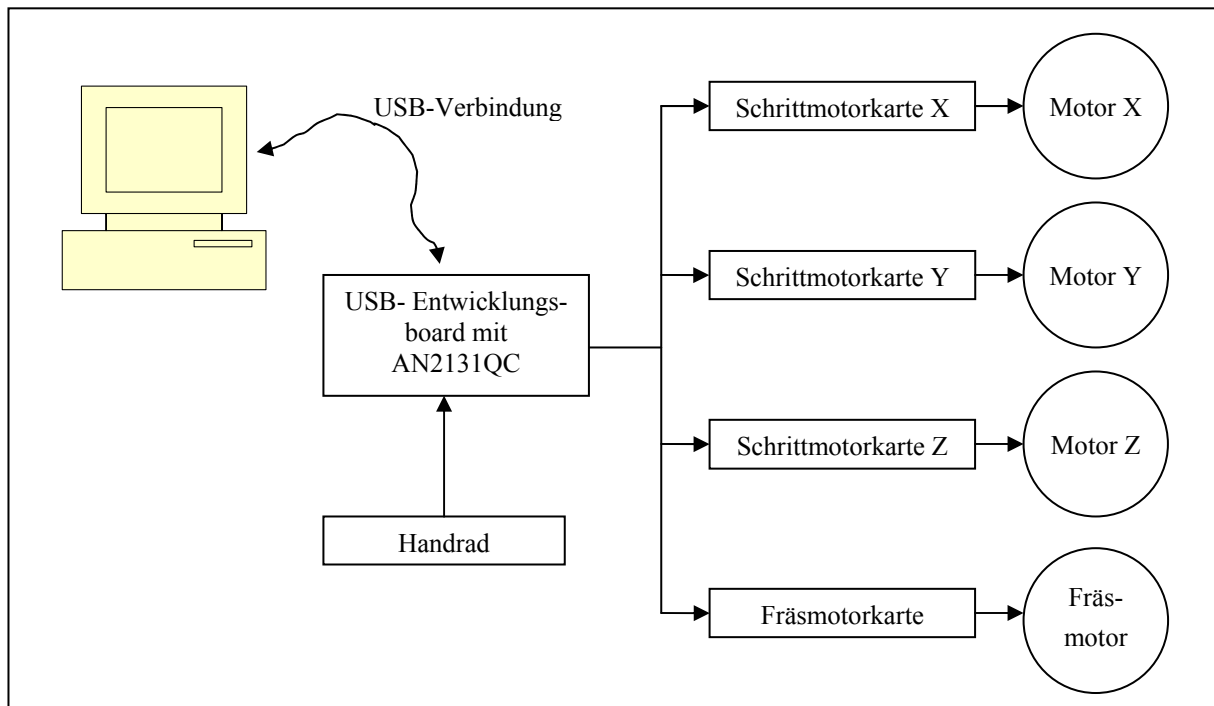 USB-Verbindung
USB- Entwicklungs-
board mit
AN2131QC
Handrad
Schrittmotorkarte X
Motor X
Schrittmotorkarte Y
Motor Y
Schrittmotorkarte Z
Motor Z
Fräsmotorkarte
Fräs-
motor